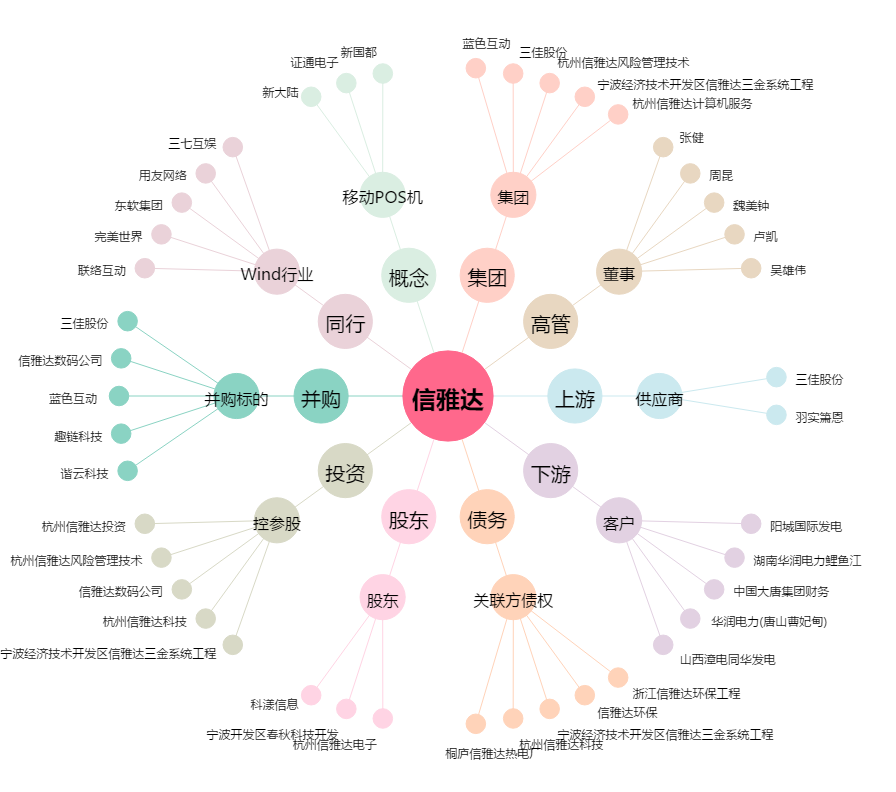 信雅达
概念
移动POS机
新大陆
证通电子
新国都
集团
集团
蓝色互动
三佳股份
杭州信雅达风险管理技术
宁波经济技术开发区信雅达三金系统工程
杭州信雅达计算机服务
高管
董事
张健
周昆
魏美钟
卢凯
吴雄伟
上游
供应商
三佳股份
羽实箫恩
下游
客户
阳城国际发电
湖南华润电力鲤鱼江
中国大唐集团财务
华润电力(唐山曹妃甸)
山西漳电同华发电
债务
关联方债权
浙江信雅达环保工程
信雅达环保
宁波经济技术开发区信雅达三金系统工程
杭州信雅达科技
桐庐信雅达热电厂
股东
股东
杭州信雅达电子
宁波开发区春秋科技开发
科漾信息
投资
控参股
杭州信雅达投资
杭州信雅达风险管理技术
信雅达数码公司
杭州信雅达科技
宁波经济技术开发区信雅达三金系统工程
并购
并购标的
三佳股份
信雅达数码公司
蓝色互动
趣链科技
谐云科技
同行
Wind行业
三七互娱
用友网络
东软集团
完美世界
联络互动